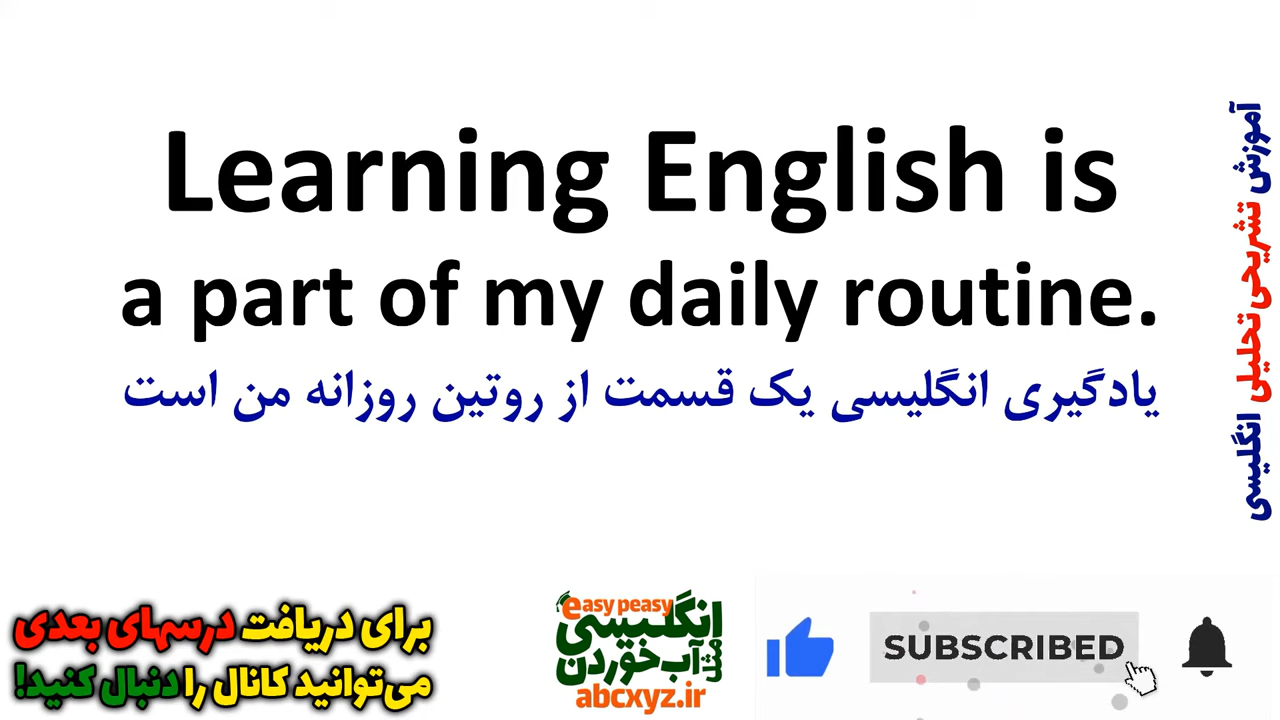 Learning English is
a part of my daily routine.
یادگیری انگلیسی یک قسمت از روتین روزانه من است
آموزش تشریحی تحلیلی انگلیسی
برای دریافت درسهای بعدی
می‌توانید کانال را دنبال کنید!
easy peasy
انگلیسی
مثل آب خوردن
abcxyz.ir
SUBSCRIBED